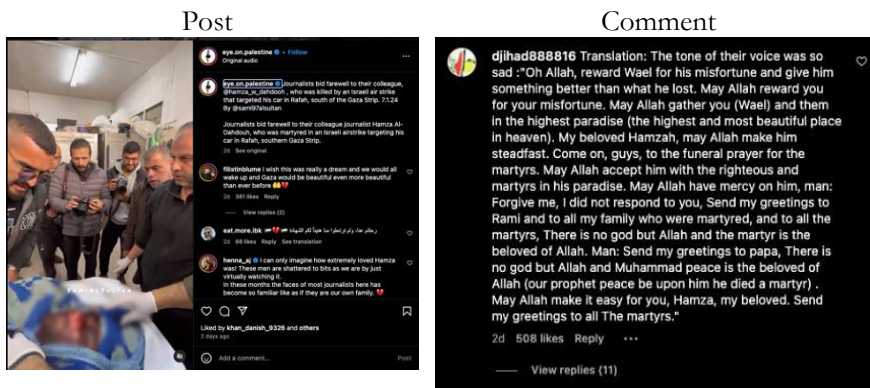 Post
eye.on.palestine • Follow
Original audio
eye.on.palestine Journalists bid farewell to their colleague,
@hamza_w_dahdouh , who was killed by an Israeli air strike
that targeted his car in Rafah, south of the Gaza Strip. 7.1.24
By @sami97alsultan
Journalists bid farewell to their colleague journalist Hamza Al-
Dahdouh, who was martyred in an Israeli airstrike targeting his
car in Rafah, southern Gaza Strip.
2d See original
filistinblume I wish this was really a dream and we would all
wake up and Gaza would be beautiful even more beautiful
than ever before
2d 381 likes Reply
View replies (2)
eat.more.lbk
2d 66 likes Reply See translation
henna_aj I can only imagine how extremely loved Hamza
was! These men are shattered to bits as we are by just
virtually watching it.
In these months the faces of most journalists here has
become so familiar like as if they are our own family.
Liked by khan_danish_9326 and others
2 days ago
Add a comment...
Post
Comment
djihad888816 Translation: The tone of their voice was so
sad :"Oh Allah, reward Wael for his misfortune and give him
something better than what he lost. May Allah reward you
for your misfortune. May Allah gather you (Wael) and them
in the highest paradise (the highest and most beautiful place
in heaven). My beloved Hamzah, may Allah make him
steadfast. Come on, guys, to the funeral prayer for the
martyrs. May Allah accept him with the righteous and
martyrs in his paradise. May Allah have mercy on him, man:
Forgive me, I did not respond to you, Send my greetings to
Rami and to all my family who were martyred, and to all the
martyrs, There is no god but Allah and the martyr is the
beloved of Allah. Man: Send my greetings to papa, There is
no god but Allah and Muhammad peace is the beloved of
Allah (our prophet peace be upon him he died a martyr) .
May Allah make it easy for you, Hamza, my beloved. Send
my greetings to all The martyrs."
2d 508 likes Reply
View replies (11)